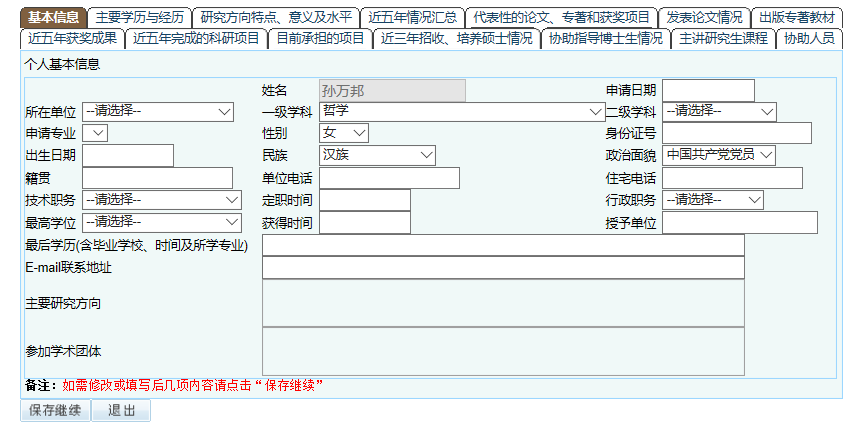 基本信息 主要学历与经历 研究方向特点、意义及水平 近五年情况汇总 代表性的论文、专著和获奖项目 发表论文情况 出版专著教材
近五年获奖成果 近五年完成的科研项目 目前承担的项目 近三年招收、培养硕士情况 协助指导博士生情况 主讲研究生课程 协助人员
个人基本信息
姓名 孙万邦 申请日期
所在单位 --请选择-- 一级学科 哲学 二级学科 --请选择--
申请专业 性别 女 身份证号
出生日期 民族 汉族 政治面貌 中国共产党党员
籍贯 单位电话 住宅电话
技术职务 --请选择-- 定职时间 行政职务 --请选择--
最高学位 --请选择-- 获得时间 授予单位
最后学历(含毕业学校、时间及所学专业)
E-mail联系地址
主要研究方向
参加学术团体
备注：如需修改或填写后几项内容请点击“保存继续”
保存继续 退出